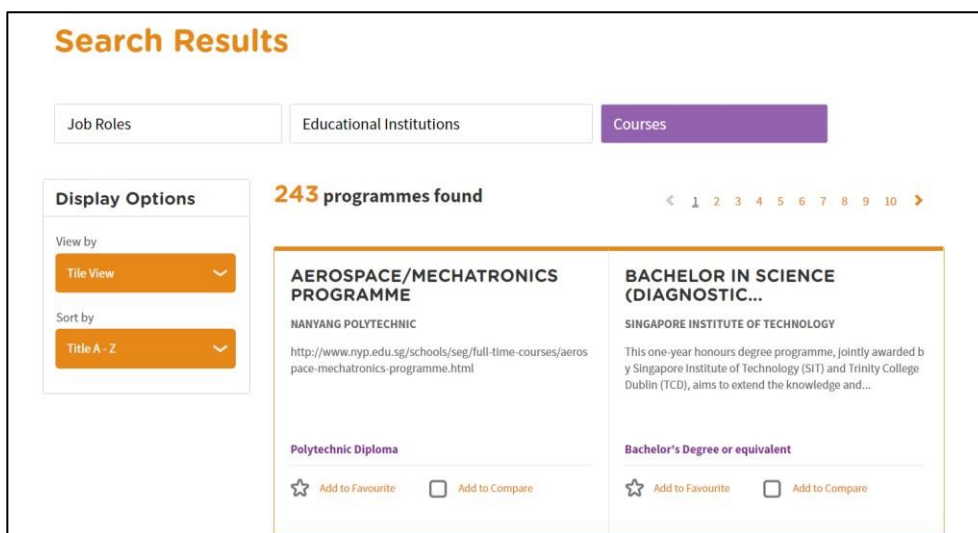 Search Results
Job Roles
Educational Institutions
Courses
Display Options
View by
Tile View
Sort by
Title A - Z
243 programmes found
1 2 3 4 5 6 7 8 9 10
AEROSPACE/MECHATRONICS
PROGRAMME
NANYANG POLYTECHNIC
http://www.nyp.edu.sg/schools/seg/full-time-courses/aeros
pace-mechatronics-programme.html
Polytechnic Diploma
Add to Favourite
Add to Compare
BACHELOR IN SCIENCE
(DIAGNOSTIC...
SINGAPORE INSTITUTE OF TECHNOLOGY
This one-year honours degree programme, jointly awarded b
y Singapore Institute of Technology (SIT) and Trinity College
Dublin (TCD), aims to extend the knowledge and...
Bachelor's Degree or equivalent
Add to Favourite
Add to Compare